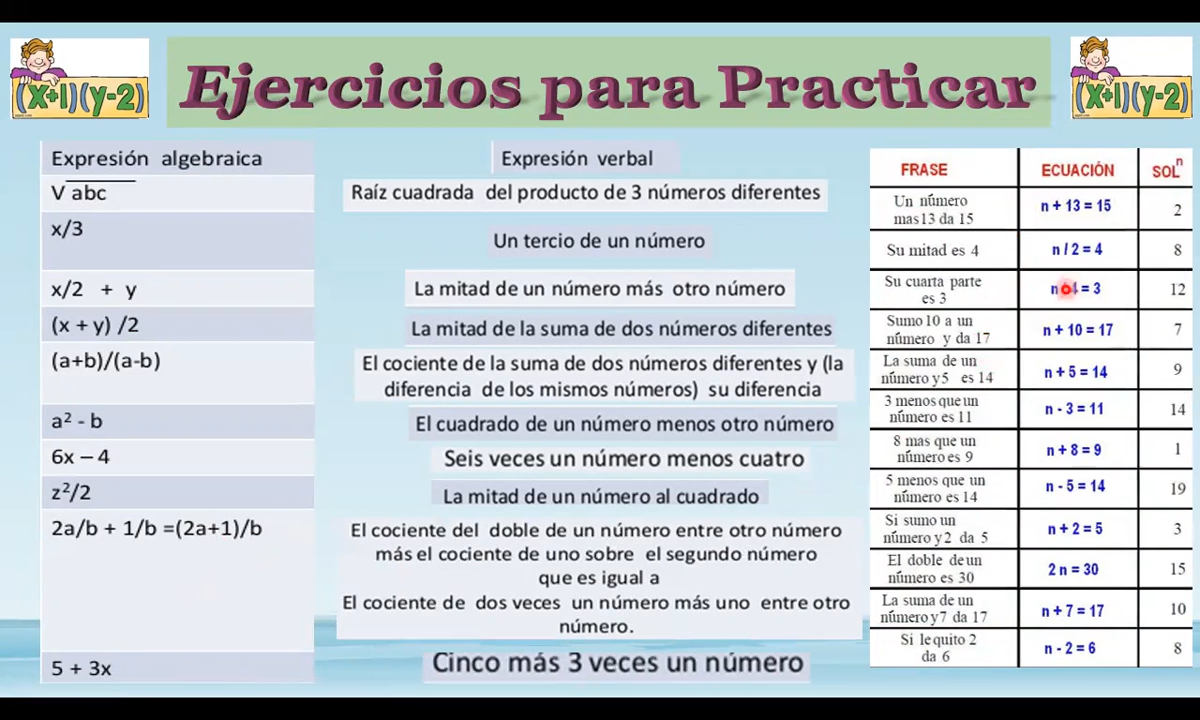 (x+1)(y-2)
Ejercicios para Practicar
(x+1)(y-2)
Expresión algebraica
Expresión verbal
V abc
Raíz cuadrada del producto de 3 números diferentes
x/3
Un tercio de un número
x/2 + y
La mitad de un número más otro número
(x + y) /2
La mitad de la suma de dos números diferentes
(a+b)/(a-b)
El cociente de la suma de dos números diferentes y (la
diferencia de los mismos números) su diferencia
a² - b
El cuadrado de un número menos otro número
6x – 4
Seis veces un número menos cuatro
z²/2
La mitad de un número al cuadrado
2a/b + 1/b =(2a+1)/b
El cociente del doble de un número entre otro número
más el cociente de uno sobre el segundo número
que es igual a
El cociente de dos veces un número más uno entre otro
número.
5 + 3x
Cinco más 3 veces un número
FRASE ECUACIÓN SOLⁿ
Un número
mas13 da 15
n + 13 = 15
2
Su mitad es 4
n / 2 = 4
8
Su cuarta parte
es 3
n = 3
12
Sumo10 a un
número y da 17
n + 10 = 17
7
La suma de un
número y5 es 14
n + 5 = 14
9
3 menos que un
número es 11
n - 3 = 11
14
8 mas que un
número es 9
n + 8 = 9
1
5 menos que un
número es 14
n - 5 = 14
19
Si sumo un
número y 2 da 5
n + 2 = 5
3
El doble de un
número es 30
2 n = 30
15
La suma de un
número y7 da 17
n + 7 = 17
10
Si le quito 2
da 6
n - 2 = 6
8